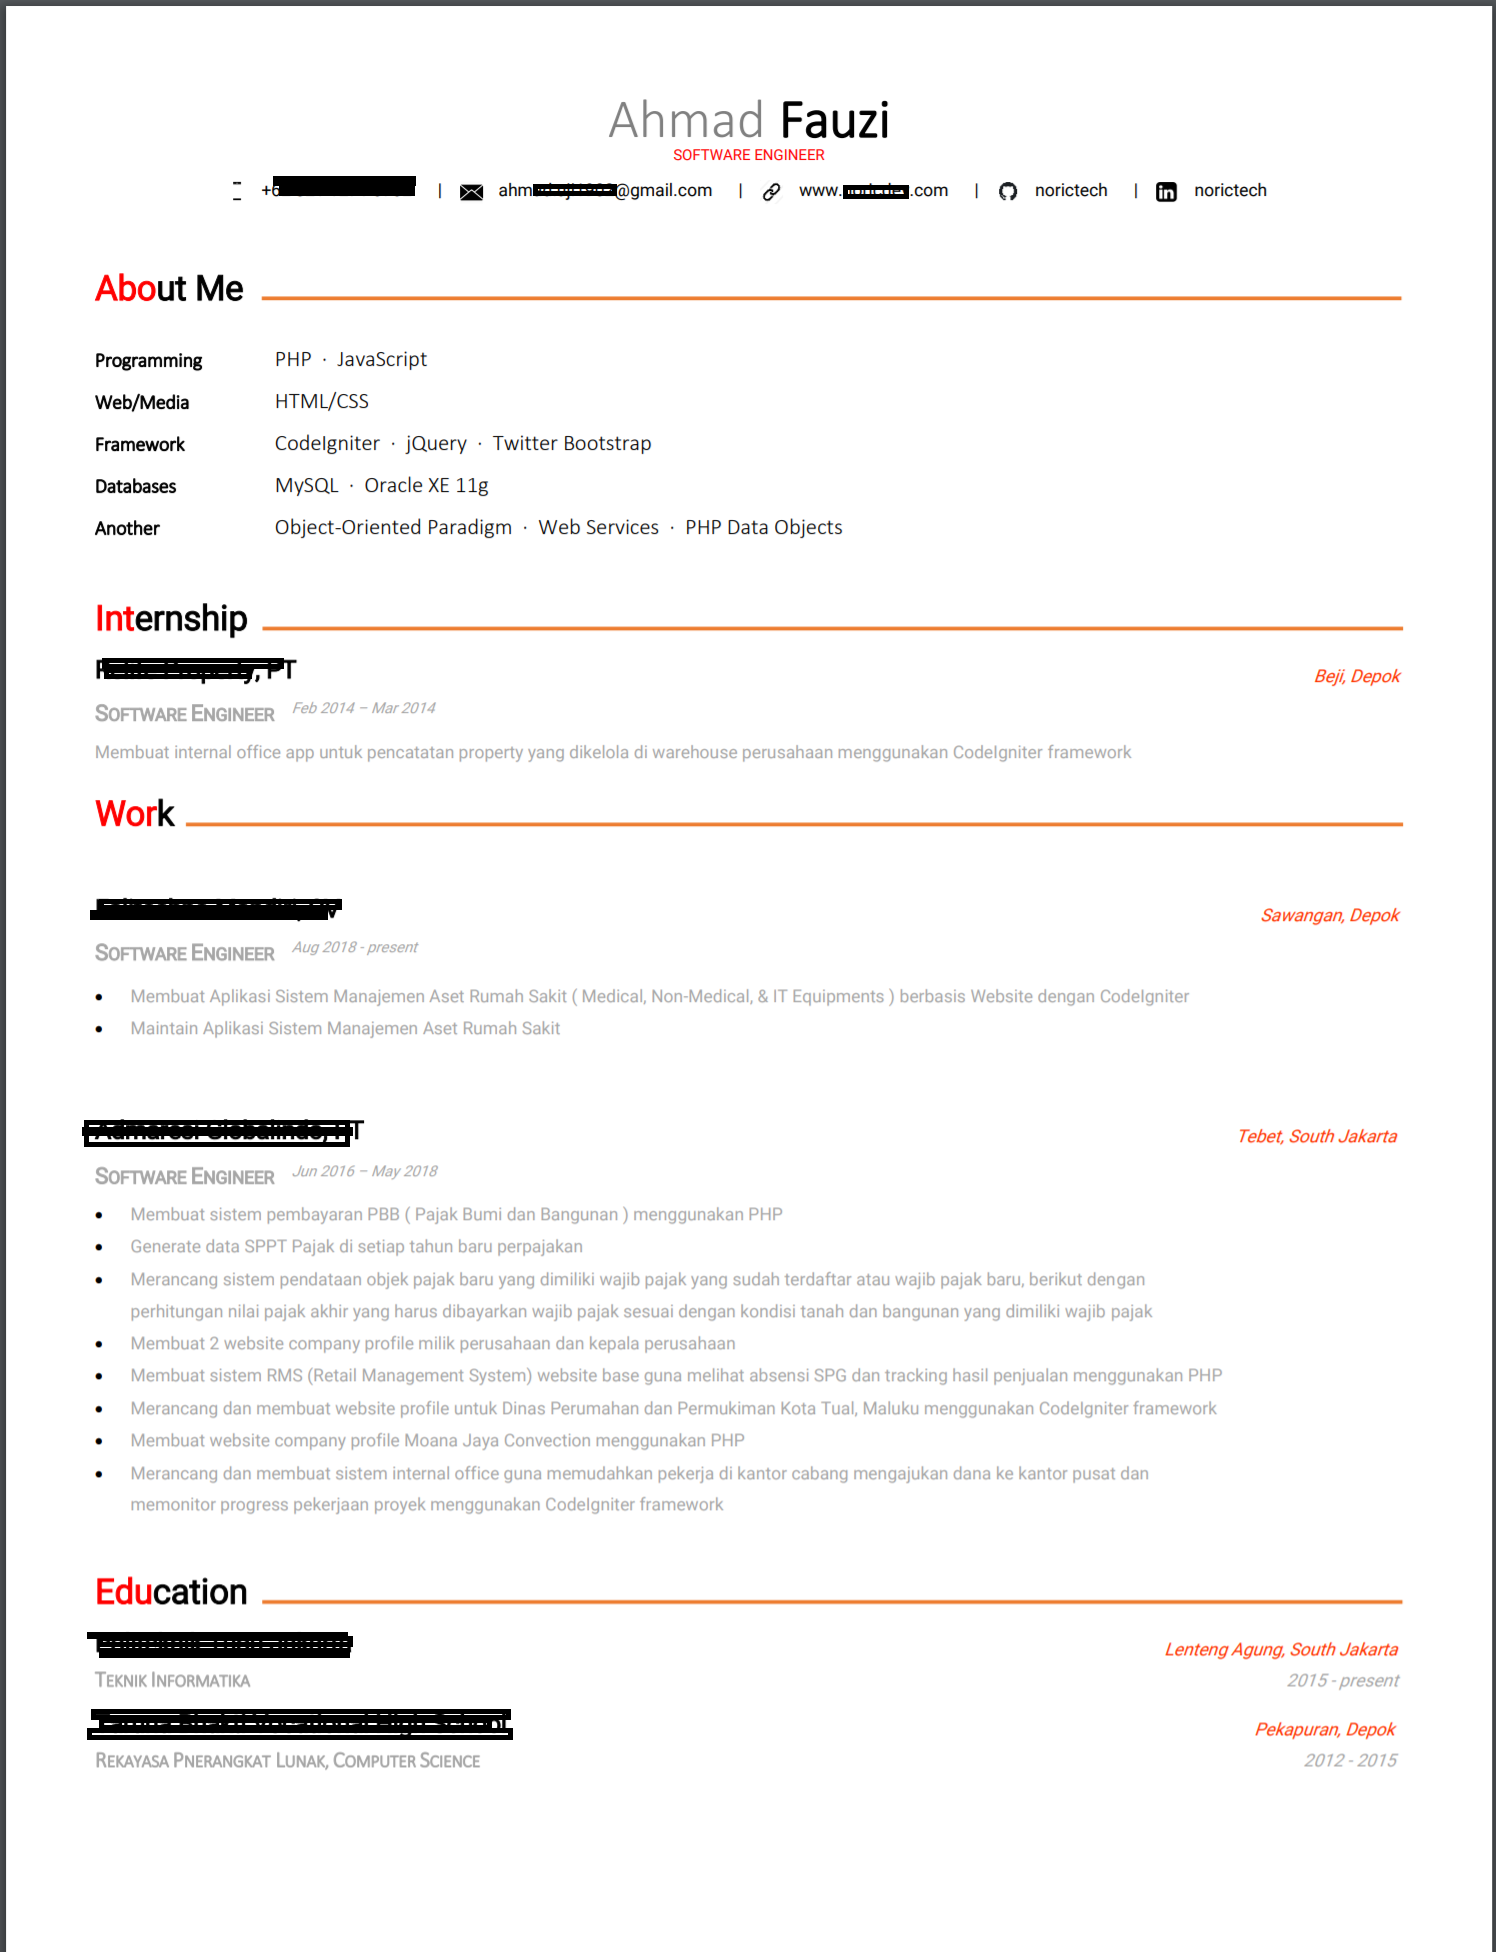 Ahmad Fauzi
SOFTWARE ENGINEER
| @gmail.com | www. .com | norictech | norictech
About Me
Programming PHP · JavaScript
Web/Media HTML/CSS
Framework CodeIgniter · jQuery · Twitter Bootstrap
Databases MySQL · Oracle XE 11g
Another Object-Oriented Paradigm · Web Services · PHP Data Objects
Internship
PT Beji, Depok
SOFTWARE ENGINEER Feb 2014 – Mar 2014
Membuat internal office app untuk pencatatan property yang dikelola di warehouse perusahaan menggunakan CodeIgniter framework
Work
Sawangan, Depok
SOFTWARE ENGINEER Aug 2018 - present
• Membuat Aplikasi Sistem Manajemen Aset Rumah Sakit ( Medical, Non-Medical, & IT Equipments ) berbasis Website dengan CodeIgniter
• Maintain Aplikasi Sistem Manajemen Aset Rumah Sakit
Tebet, South Jakarta
SOFTWARE ENGINEER Jun 2016 – May 2018
• Membuat sistem pembayaran PBB ( Pajak Bumi dan Bangunan ) menggunakan PHP
• Generate data SPPT Pajak di setiap tahun baru perpajakan
• Merancang sistem pendataan objek pajak baru yang dimiliki wajib pajak yang sudah terdaftar atau wajib pajak baru, berikut dengan
perhitungan nilai pajak akhir yang harus dibayarkan wajib pajak sesuai dengan kondisi tanah dan bangunan yang dimiliki wajib pajak
• Membuat 2 website company profile milik perusahaan dan kepala perusahaan
• Membuat sistem RMS (Retail Management System) website base guna melihat absensi SPG dan tracking hasil penjualan menggunakan PHP
• Merancang dan membuat website profile untuk Dinas Perumahan dan Permukiman Kota Tual, Maluku menggunakan CodeIgniter framework
• Membuat website company profile Moana Jaya Convection menggunakan PHP
• Merancang dan membuat sistem internal office guna memudahkan pekerja di kantor cabang mengajukan dana ke kantor pusat dan
memonitor progress pekerjaan proyek menggunakan CodeIgniter framework
Education
Lenteng Agung, South Jakarta
TEKNIK INFORMATIKA 2015 - present
Pekapuran, Depok
REKAYASA PNERANGKAT LUNAK, COMPUTER SCIENCE 2012 - 2015